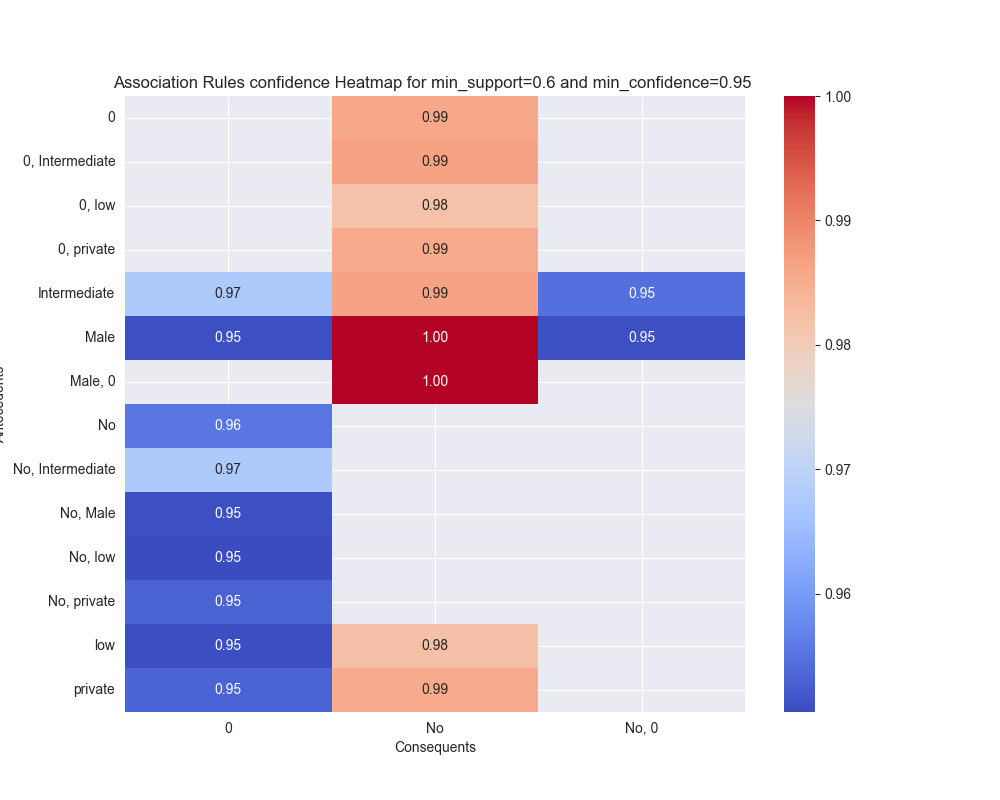 Association Rules confidence Heatmap for min_support=0.6 and min_confidence=0.95
0 0.99
0, Intermediate 0.99
0, low 0.98
0, private 0.99
Intermediate 0.97 0.99 0.95
Male 0.95 1.00 0.95
Male, 0 1.00
No 0.96
No, Intermediate 0.97
No, Male 0.95
No, low 0.95
No, private 0.95
low 0.95 0.98
private 0.95 0.99
0 No No, 0
Consequents
1.00
0.99
0.98
0.97
0.96